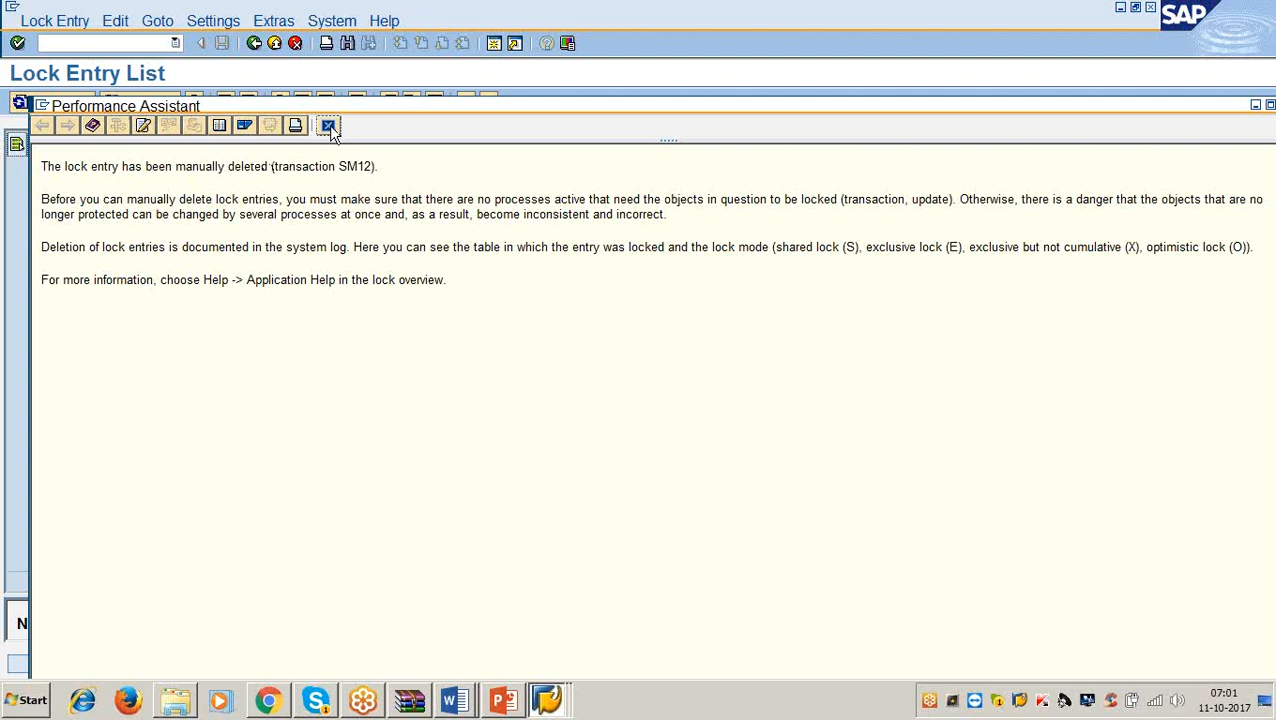 Lock Entry Edit Goto Settings Extras System Help
SAP
Lock Entry List
Performance Assistant
The lock entry has been manually deleted (transaction SM12).
Before you can manually delete lock entries, you must make sure that there are no processes active that need the objects in question to be locked (transaction, update). Otherwise, there is a danger that the objects that are no
longer protected can be changed by several processes at once and, as a result, become inconsistent and incorrect.
Deletion of lock entries is documented in the system log. Here you can see the table in which the entry was locked and the lock mode (shared lock (S), exclusive lock (E), exclusive but not cumulative (X), optimistic lock (O)).
For more information, choose Help -> Application Help in the lock overview.
N
Start
07:01
11-10-2017